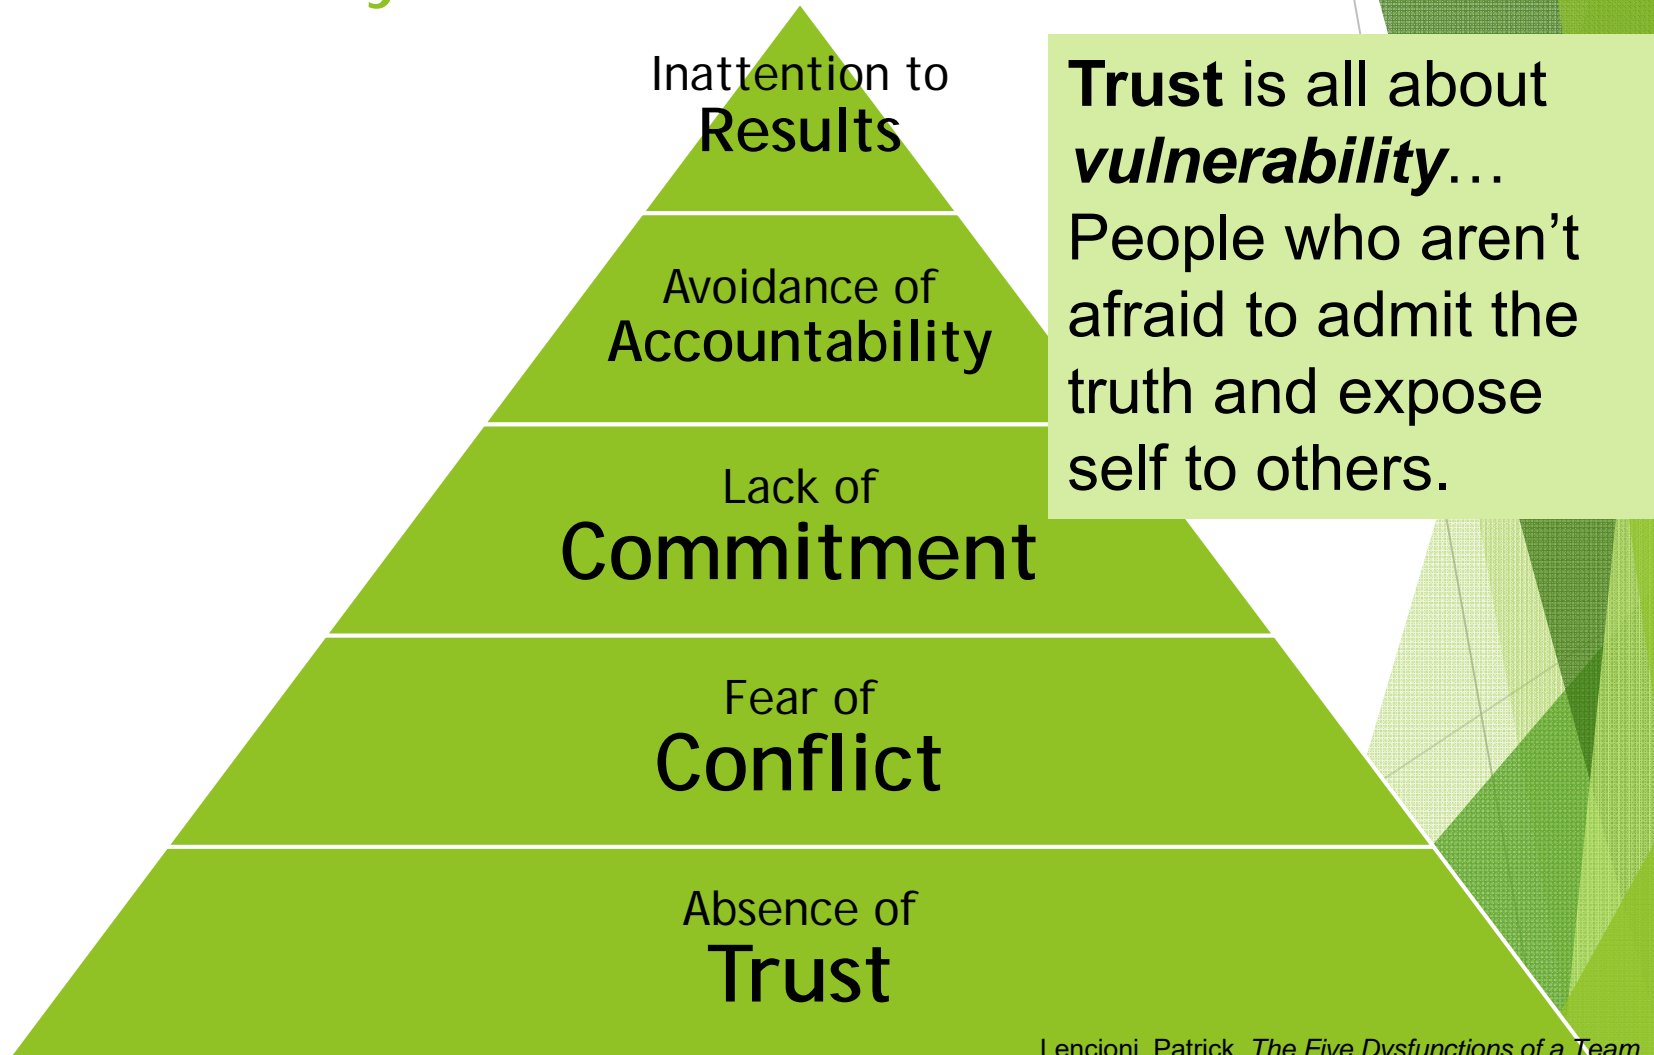 Inattention to
Results
Avoidance of
Accountability
Lack of
Commitment
Fear of
Conflict
Absence of
Trust
Trust is all about
vulnerability…
People who aren’t
afraid to admit the
truth and expose
self to others.
Lencioni, Patrick. The Five Dysfunctions of a Team